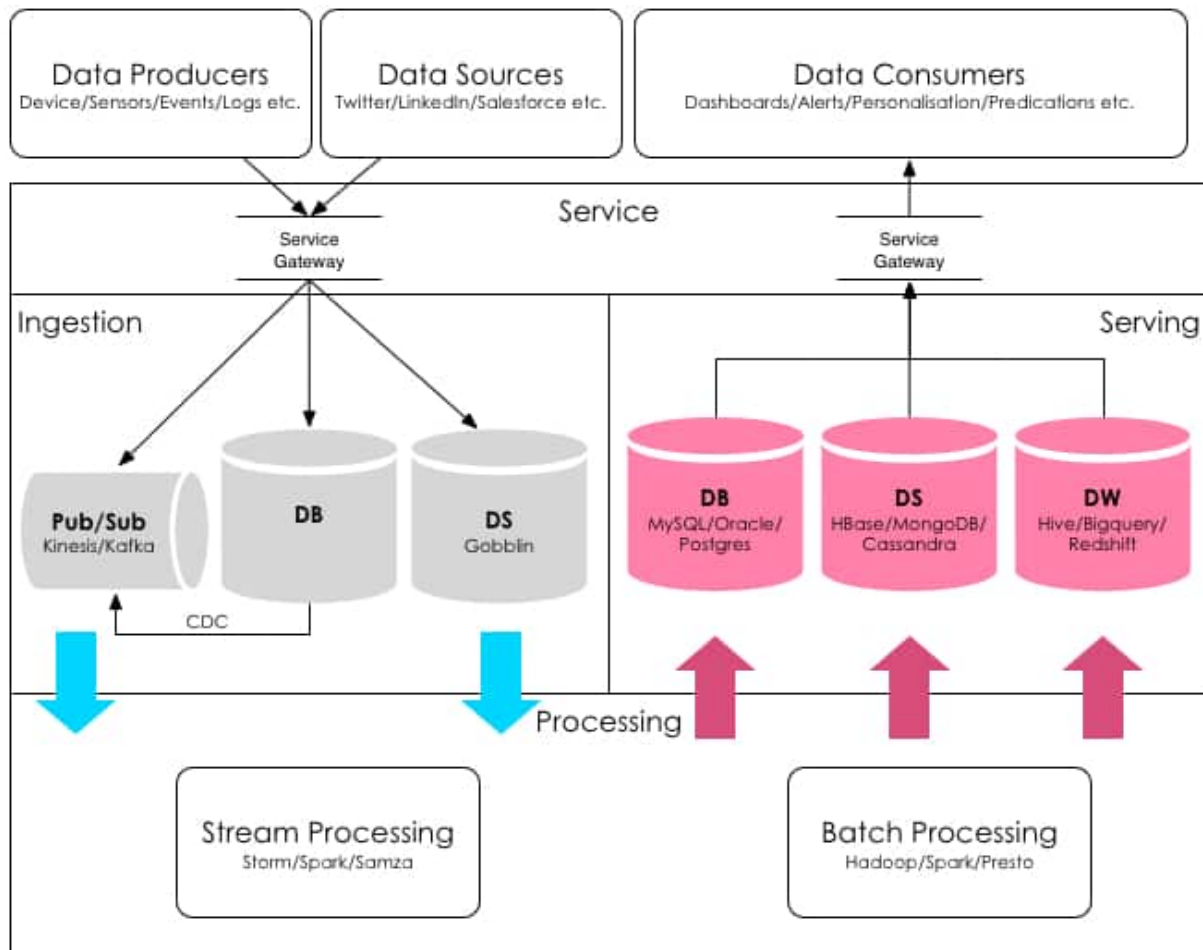 Data Producers
Device/Sensors/Events/Logs etc.
Data Sources
Twitter/LinkedIn/Salesforce etc.
Data Consumers
Dashboards/Alerts/Personalisation/Predications etc.
Service
Service
Gateway
Service
Gateway
Ingestion
Serving
Pub/Sub
Kinesis/Kafka
DB
DS
Gobblin
CDC
DB
MySQL/Oracle/
Postgres
DS
HBase/MongoDB/
Cassandra
DW
Hive/Bigquery/
Redshift
Processing
Stream Processing
Storm/Spark/Samza
Batch Processing
Hadoop/Spark/Presto